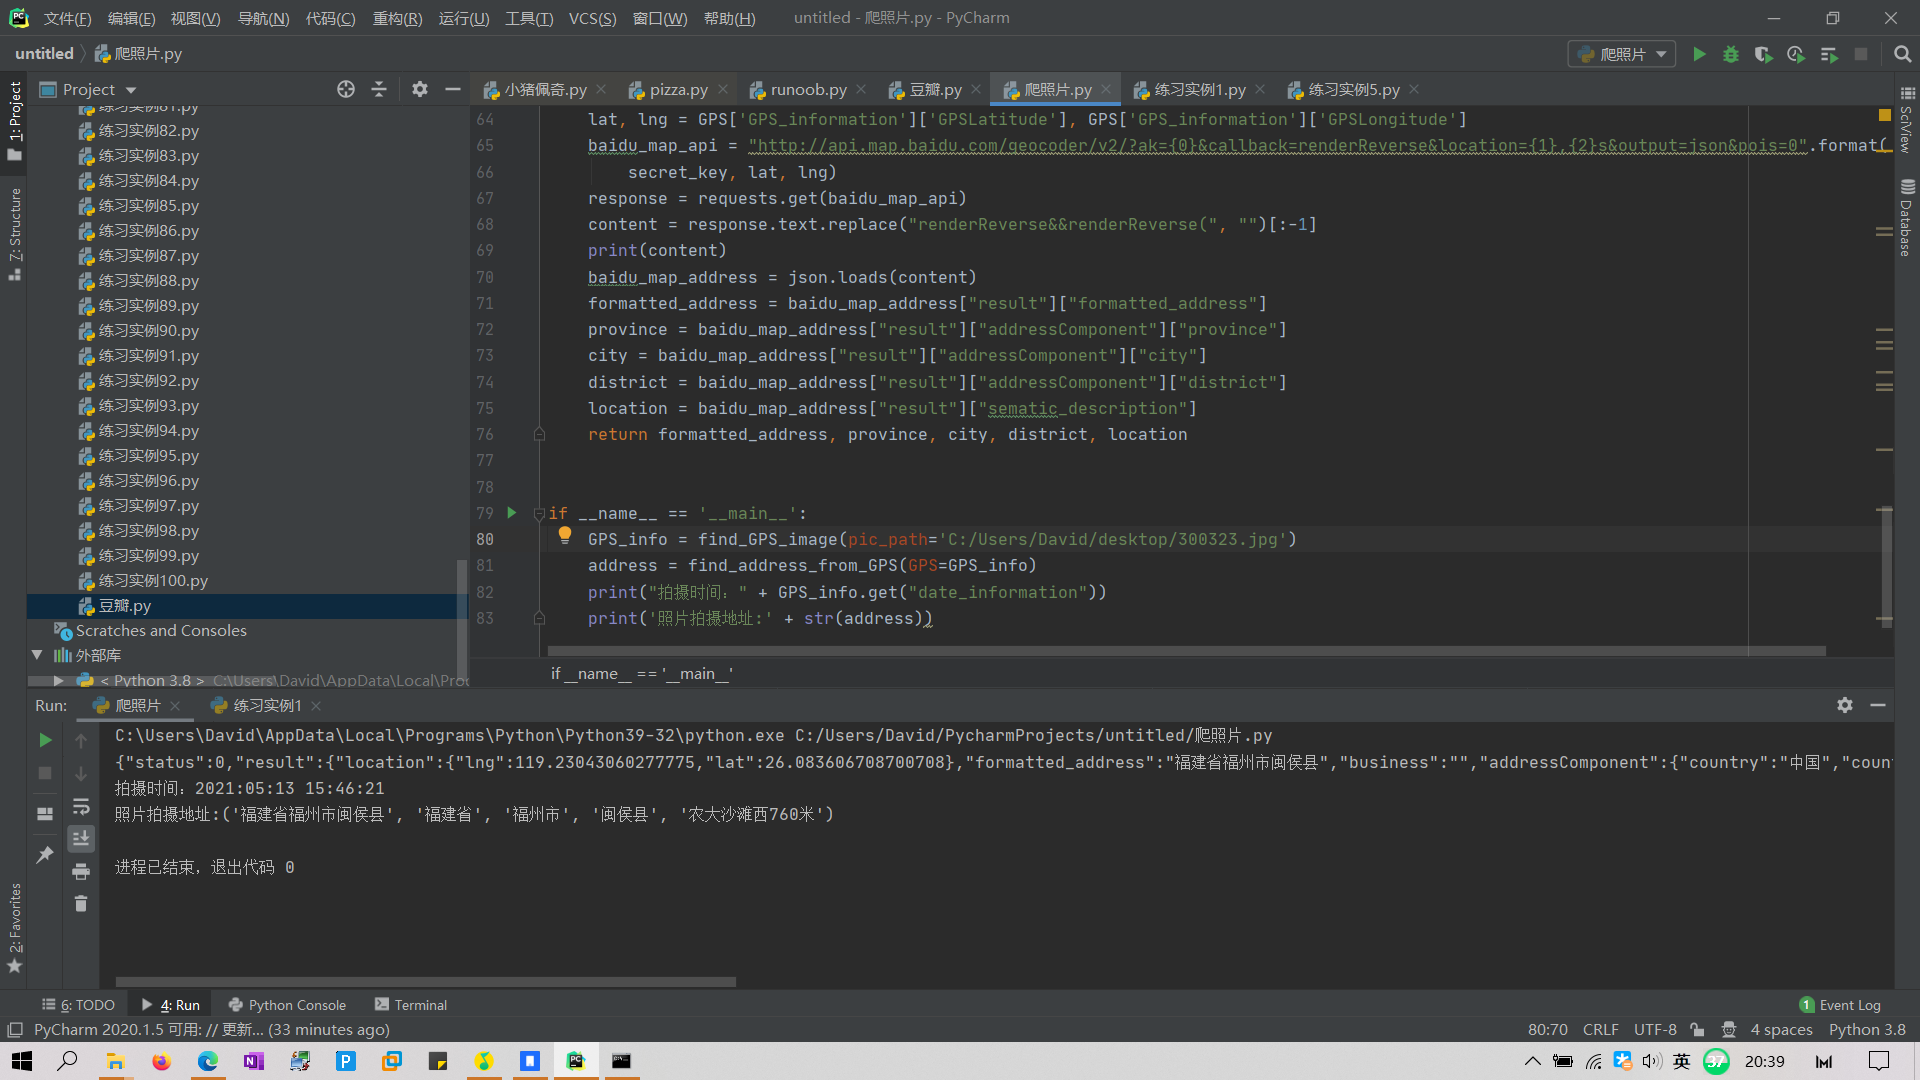 文件(F) 编辑(E) 视图(V) 导航(N) 代码(C) 重构(R) 运行(U) 工具(T) VCS(S) 窗口(W) 帮助(H) untitled - 爬照片.py - PyCharm
untitled 爬照片.py 爬照片
Project 小猪佩奇.py pizza.py runoob.py 豆瓣.py 爬照片.py 练习实例1.py 练习实例5.py
1: Project
7: Structure
2: Favorites
SciView
Database
练习实例81.py
练习实例82.py
练习实例83.py
练习实例84.py
练习实例85.py
练习实例86.py
练习实例87.py
练习实例88.py
练习实例89.py
练习实例90.py
练习实例91.py
练习实例92.py
练习实例93.py
练习实例94.py
练习实例95.py
练习实例96.py
练习实例97.py
练习实例98.py
练习实例99.py
练习实例100.py
豆瓣.py
Scratches and Consoles
外部库
< Python 3.8 > C:\Users\David\AppData\Local\Pro
64 lat, lng = GPS['GPS_information']['GPSLatitude'], GPS['GPS_information']['GPSLongitude']
65 baidu_map_api = "http://api.map.baidu.com/geocoder/v2/?ak={0}&callback=renderReverse&location={1},{2}s&output=json&pois=0".format(
66 secret_key, lat, lng)
67 response = requests.get(baidu_map_api)
68 content = response.text.replace("renderReverse&&renderReverse(", "")[:-1]
69 print(content)
70 baidu_map_address = json.loads(content)
71 formatted_address = baidu_map_address["result"]["formatted_address"]
72 province = baidu_map_address["result"]["addressComponent"]["province"]
73 city = baidu_map_address["result"]["addressComponent"]["city"]
74 district = baidu_map_address["result"]["addressComponent"]["district"]
75 location = baidu_map_address["result"]["sematic_description"]
76 return formatted_address, province, city, district, location
77
78
79 if __name__ == '__main__':
80 GPS_info = find_GPS_image(pic_path='C:/Users/David/desktop/300323.jpg')
81 address = find_address_from_GPS(GPS=GPS_info)
82 print("拍摄时间：" + GPS_info.get("date_information"))
83 print('照片拍摄地址:' + str(address))
if __name__ == '__main__'
Run: 爬照片 练习实例1
C:\Users\David\AppData\Local\Programs\Python\Python39-32\python.exe C:/Users/David/PycharmProjects/untitled/爬照片.py
{"status":0,"result":{"location":{"lng":119.23043060277775,"lat":26.083606708700708},"formatted_address":"福建省福州市闽侯县","business":"","addressComponent":{"country":"中国","coun
拍摄时间：2021:05:13 15:46:21
照片拍摄地址:('福建省福州市闽侯县', '福建省', '福州市', '闽侯县', '农大沙滩西760米')
进程已结束，退出代码 0
6: TODO 4: Run Python Console Terminal 1 Event Log
PyCharm 2020.1.5 可用: // 更新... (33 minutes ago) 80:70 CRLF UTF-8 4 spaces Python 3.8
英 37 20:39